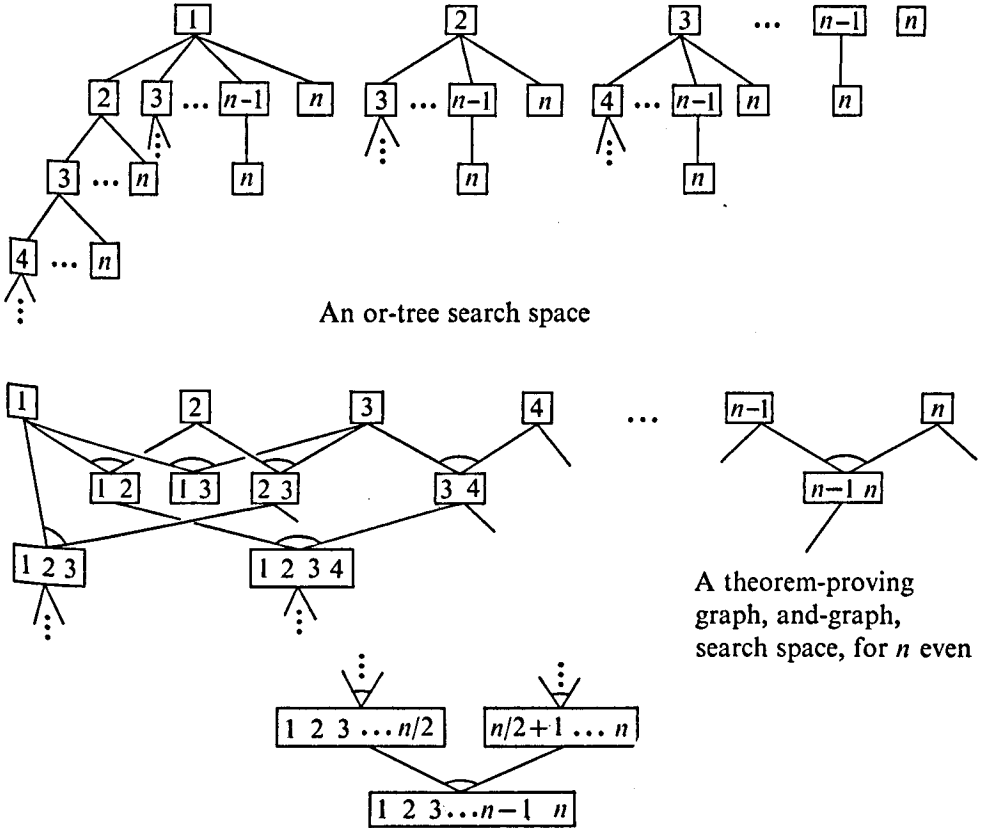 1 2 3 ... n–1 n
2 3 ... n–1 n 3 ... n–1 n 4 ... n–1 n n
3 ... n n n n
4 ... n
An or-tree search space
1 2 3 4 ... n–1 n
1 2 1 3 2 3 3 4 n–1 n
1 2 3 1 2 3 4
A theorem-proving
graph, and-graph,
search space, for n even
1 2 3 ... n/2 n/2+1 ... n
1 2 3...n–1 n